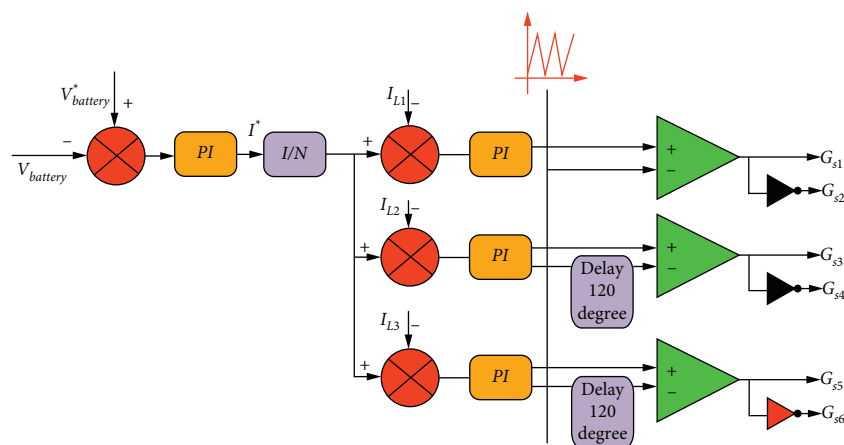 V*battery
+
−
Vbattery
PI
I*
I/N
IL1
−
+
PI
+
−
Gs1
Gs2
IL2
−
+
PI
Delay
120
degree
+
−
Gs3
Gs4
IL3
−
+
PI
Delay
120
degree
+
−
Gs5
Gs6